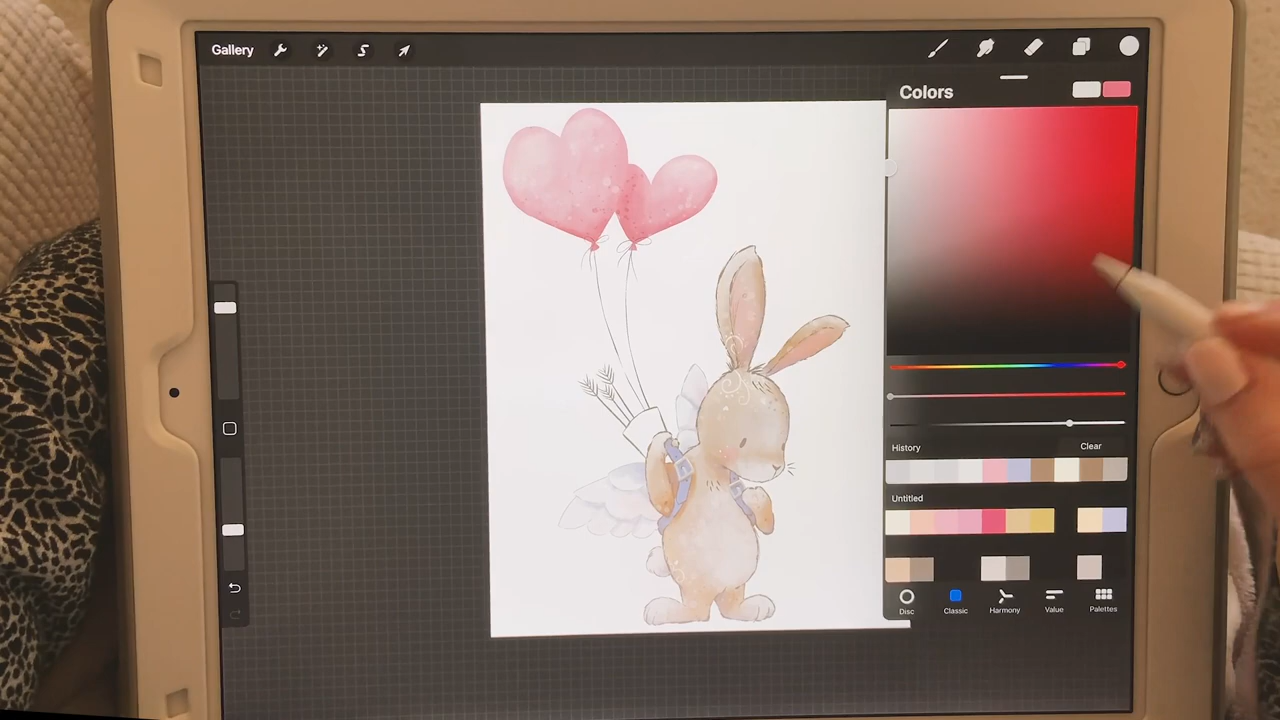 Gallery
Colors
History
Clear
Untitled
Disc
Classic
Harmony
Value
Palettes